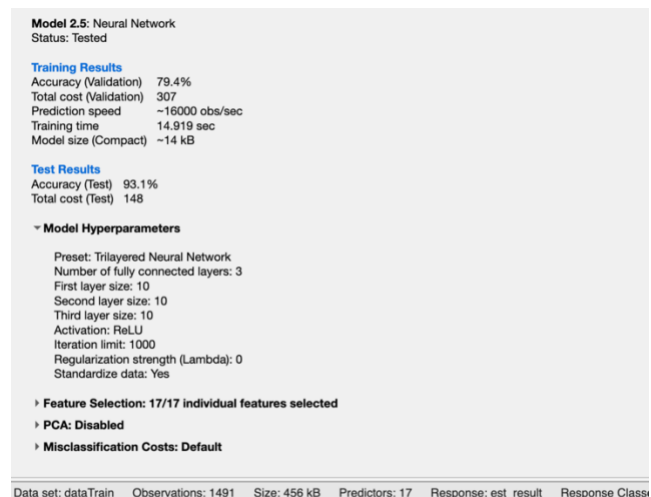 Model 2.5: Neural Network
Status: Tested
Training Results
Accuracy (Validation) 79.4%
Total cost (Validation) 307
Prediction speed ~16000 obs/sec
Training time 14.919 sec
Model size (Compact) ~14 kB
Test Results
Accuracy (Test) 93.1%
Total cost (Test) 148
Model Hyperparameters
Preset: Trilayered Neural Network
Number of fully connected layers: 3
First layer size: 10
Second layer size: 10
Third layer size: 10
Activation: ReLU
Iteration limit: 1000
Regularization strength (Lambda): 0
Standardize data: Yes
Feature Selection: 17/17 individual features selected
PCA: Disabled
Misclassification Costs: Default
Data set: dataTrain Observations: 1491 Size: 456 kB Predictors: 17 Response: est_result Response Classe